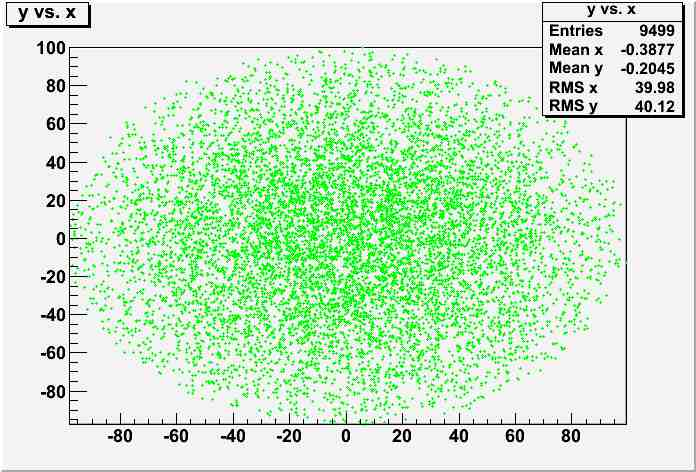 y vs. x
y vs. x
Entries 9499
Mean x -0.3877
Mean y -0.2045
RMS x 39.98
RMS y 40.12
100
80
60
40
20
0
-20
-40
-60
-80
-80 -60 -40 -20 0 20 40 60 80